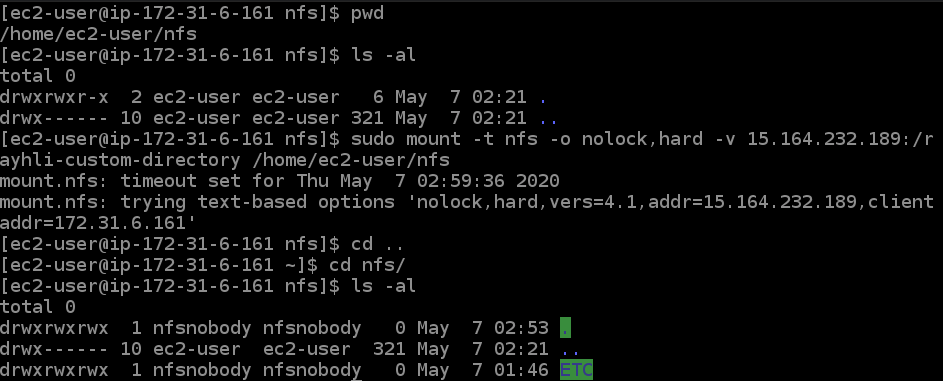 [ec2-user@ip-172-31-6-161 nfs]$ pwd
/home/ec2-user/nfs
[ec2-user@ip-172-31-6-161 nfs]$ ls -al
total 0
drwxrwxr-x  2 ec2-user ec2-user   6 May  7 02:21 .
drwx------ 10 ec2-user ec2-user 321 May  7 02:21 ..
[ec2-user@ip-172-31-6-161 nfs]$ sudo mount -t nfs -o nolock,hard -v 15.164.232.189:/r
ayhli-custom-directory /home/ec2-user/nfs
mount.nfs: timeout set for Thu May  7 02:59:36 2020
mount.nfs: trying text-based options 'nolock,hard,vers=4.1,addr=15.164.232.189,client
addr=172.31.6.161'
[ec2-user@ip-172-31-6-161 nfs]$ cd ..
[ec2-user@ip-172-31-6-161 ~]$ cd nfs/
[ec2-user@ip-172-31-6-161 nfs]$ ls -al
total 0
drwxrwxrwx  1 nfsnobody nfsnobody   0 May  7 02:53 .
drwx------ 10 ec2-user  ec2-user  321 May  7 02:21 ..
drwxrwxrwx  1 nfsnobody nfsnobody   0 May  7 01:46 ETC